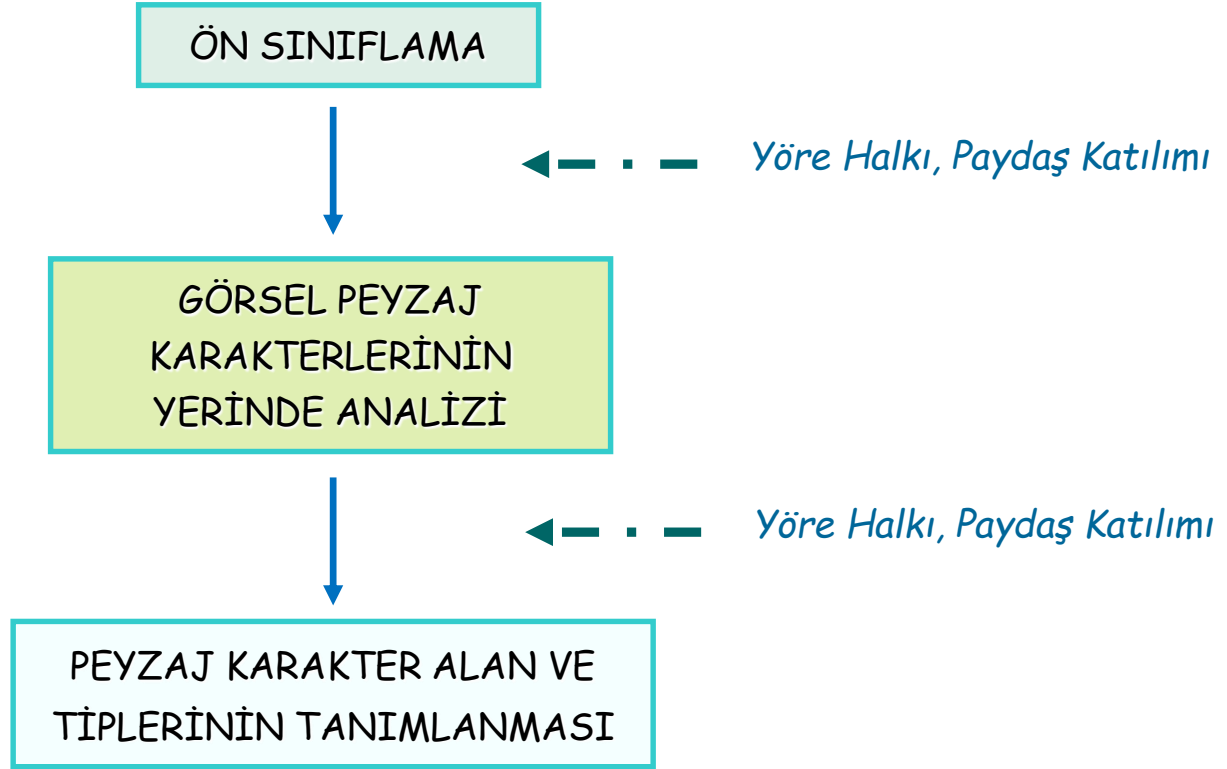 ÖN SINIFLAMA
Yöre Halkı, Paydaş Katılımı
GÖRSEL PEYZAJ
KARAKTERLERİNİN
YERİNDE ANALİZİ
Yöre Halkı, Paydaş Katılımı
PEYZAJ KARAKTER ALAN VE
TİPLERİNİN TANIMLANMASI